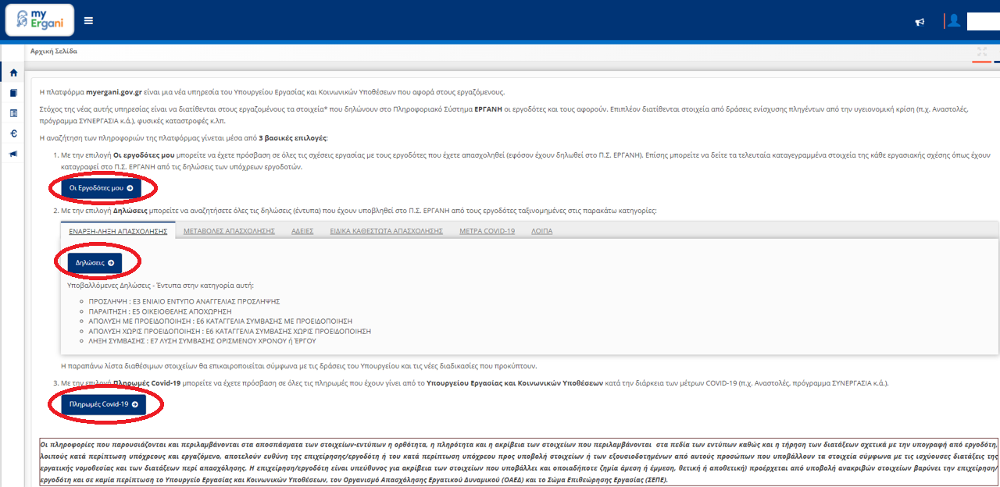 my
Ergani
Αρχική Σελίδα
Η πλατφόρμα myergani.gov.gr είναι μια νέα υπηρεσία του Υπουργείου Εργασίας και Κοινωνικών Υποθέσεων που αφορά στους εργαζόμενους.
Στόχος της νέας αυτής υπηρεσίας είναι να διατίθενται στους εργαζομένους τα στοιχεία* που δηλώνουν στο Πληροφοριακό Σύστημα ΕΡΓΑΝΗ οι εργοδότες και τους αφορούν. Επιπλέον διατίθενται στοιχεία από δράσεις ενίσχυσης πληγέντων από την υγειονομική κρίση (π.χ. Αναστολές,
πρόγραμμα ΣΥΝΕΡΓΑΣΙΑ κ.ά.), φυσικές καταστροφές κ.λπ.
Η αναζήτηση των πληροφοριών της πλατφόρμας γίνεται μέσα από 3 βασικές επιλογές:
1. Με την επιλογή Οι εργοδότες μου μπορείτε να έχετε πρόσβαση σε όλες τις σχέσεις εργασίας με τους εργοδότες που έχετε απασχοληθεί (εφόσον έχουν δηλωθεί στο Π.Σ. ΕΡΓΑΝΗ). Επίσης μπορείτε να δείτε τα τελευταία καταγεγραμμένα στοιχεία της κάθε εργασιακής σχέσης όπως έχουν
καταγραφεί στο Π.Σ. ΕΡΓΑΝΗ από τις δηλώσεις των υπόχρεων εργοδοτών.
Οι Εργοδότες μου
2. Με την επιλογή Δηλώσεις μπορείτε να αναζητήσετε όλες τις δηλώσεις (έντυπα) που έχουν υποβληθεί στο Π.Σ. ΕΡΓΑΝΗ από τους εργοδότες ταξινομημένες στις παρακάτω κατηγορίες:
ΕΝΑΡΞΗ-ΛΗΞΗ ΑΠΑΣΧΟΛΗΣΗΣ ΜΕΤΑΒΟΛΕΣ ΑΠΑΣΧΟΛΗΣΗΣ ΑΔΕΙΕΣ ΕΙΔΙΚΑ ΚΑΘΕΣΤΩΤΑ ΑΠΑΣΧΟΛΗΣΗΣ ΜΕΤΡΑ COVID-19 ΛΟΙΠΑ
Δηλώσεις
Υποβαλλόμενες Δηλώσεις - Έντυπα στην κατηγορία αυτή:
ΠΡΟΣΛΗΨΗ : Ε3 ΕΝΙΑΙΟ ΕΝΤΥΠΟ ΑΝΑΓΓΕΛΙΑΣ ΠΡΟΣΛΗΨΗΣ
ΠΑΡΑΙΤΗΣΗ : Ε5 ΟΙΚΕΙΟΘΕΛΗΣ ΑΠΟΧΩΡΗΣΗ
ΑΠΟΛΥΣΗ ΜΕ ΠΡΟΕΙΔΟΠΟΙΗΣΗ : Ε6 ΚΑΤΑΓΓΕΛΙΑ ΣΥΜΒΑΣΗΣ ΜΕ ΠΡΟΕΙΔΟΠΟΙΗΣΗ
ΑΠΟΛΥΣΗ ΧΩΡΙΣ ΠΡΟΕΙΔΟΠΟΙΗΣΗ : Ε6 ΚΑΤΑΓΓΕΛΙΑ ΣΥΜΒΑΣΗΣ ΧΩΡΙΣ ΠΡΟΕΙΔΟΠΟΙΗΣΗ
ΛΗΞΗ ΣΥΜΒΑΣΗΣ : Ε7 ΛΥΣΗ ΣΥΜΒΑΣΗΣ ΟΡΙΣΜΕΝΟΥ ΧΡΟΝΟΥ ή ΈΡΓΟΥ
Η παραπάνω λίστα διαθέσιμων στοιχείων θα επικαιροποιείται σύμφωνα με τις δράσεις του Υπουργείου και τις νέες διαδικασίες που προκύπτουν.
3. Με την επιλογή Πληρωμές Covid-19 μπορείτε να έχετε πρόσβαση σε όλες τις πληρωμές που έχουν γίνει από το Υπουργείου Εργασίας και Κοινωνικών Υποθέσεων κατά την διάρκεια των μέτρων COVID-19 (π.χ. Αναστολές, πρόγραμμα ΣΥΝΕΡΓΑΣΙΑ κ.ά.).
Πληρωμές Covid-19
Οι πληροφορίες που παρουσιάζονται και περιλαμβάνονται στα αποσπάσματα των στοιχείων-εντύπων η ορθότητα, η πληρότητα και η ακρίβεια των στοιχείων που περιλαμβάνονται στα πεδία των εντύπων καθώς και η τήρηση των διατάξεων σχετικά με την υπογραφή από εργοδότη,
λοιπούς κατά περίπτωση υπόχρεους και εργαζόμενο, αποτελούν ευθύνη της επιχείρησης/εργοδότη ή του κατά περίπτωση υπόχρεου προς υποβολή στοιχείων ή των εξουσιοδοτημένων από αυτούς προσώπων που υποβάλλουν τα στοιχεία σύμφωνα με τις ισχύουσες διατάξεις της
εργατικής νομοθεσίας και των διατάξεων περί απασχόλησης. Η επιχείρηση/εργοδότη είναι υπεύθυνος για ακρίβεια των στοιχείων που υποβάλλει και οποιαδήποτε ζημία άμεση ή έμμεση, θετική ή αποθετική) προέρχεται από υποβολή ανακριβών στοιχείων βαρύνει την επιχείρηση/
εργοδότη και σε καμία περίπτωση το Υπουργείο Εργασίας και Κοινωνικών Υποθέσεων, τον Οργανισμό Απασχόλησης Εργατικού Δυναμικού (ΟΑΕΔ) και το Σώμα Επιθεώρησης Εργασίας (ΣΕΠΕ).